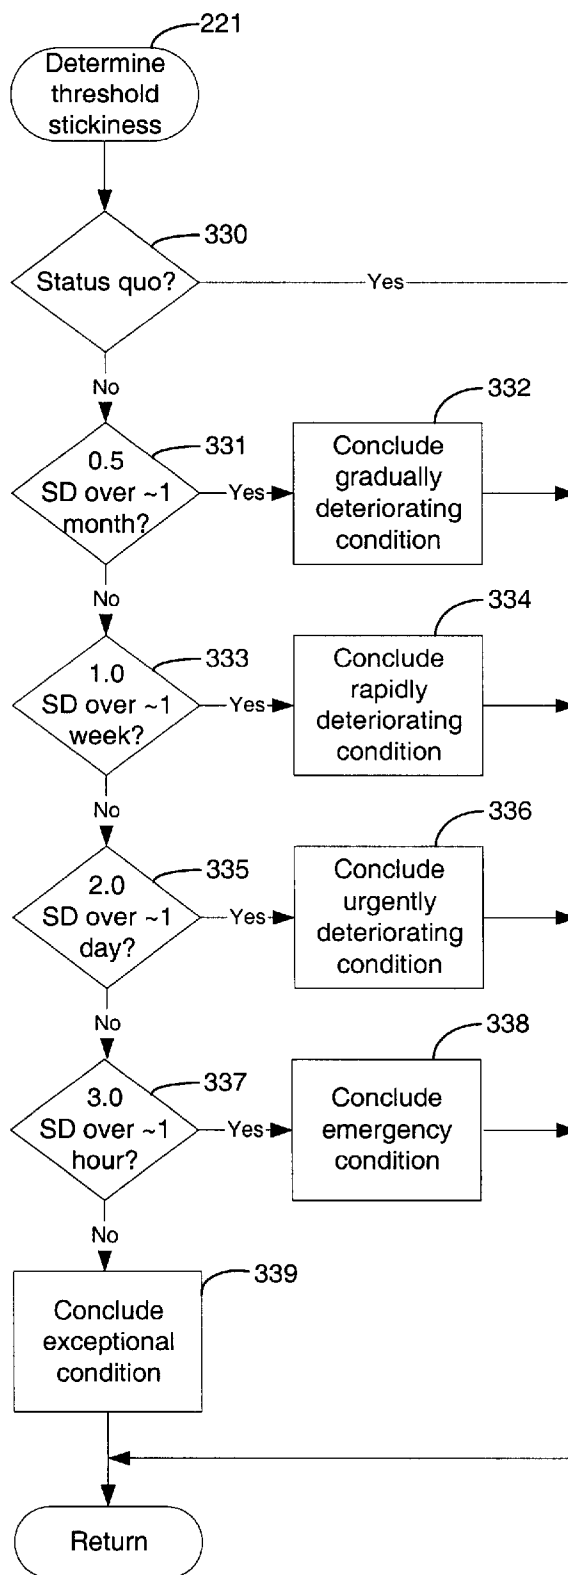 221
Determine
threshold
stickiness
330
Status quo?
Yes
No
331
0.5
SD over ~1
month?
Yes
332
Conclude
gradually
deteriorating
condition
No
333
1.0
SD over ~1
week?
Yes
334
Conclude
rapidly
deteriorating
condition
No
335
2.0
SD over ~1
day?
Yes
336
Conclude
urgently
deteriorating
condition
No
337
3.0
SD over ~1
hour?
Yes
338
Conclude
emergency
condition
No
339
Conclude
exceptional
condition
Return